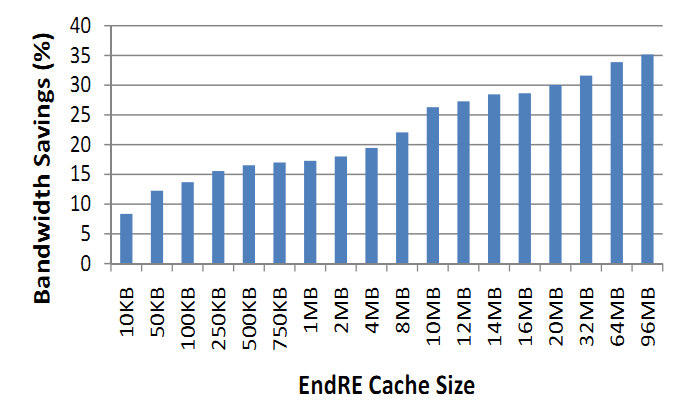 Bandwidth Savings (%)
40
35
30
25
20
15
10
5
0
10KB
50KB
100KB
250KB
500KB
750KB
1MB
2MB
4MB
8MB
10MB
12MB
14MB
16MB
20MB
32MB
64MB
96MB
EndRE Cache Size